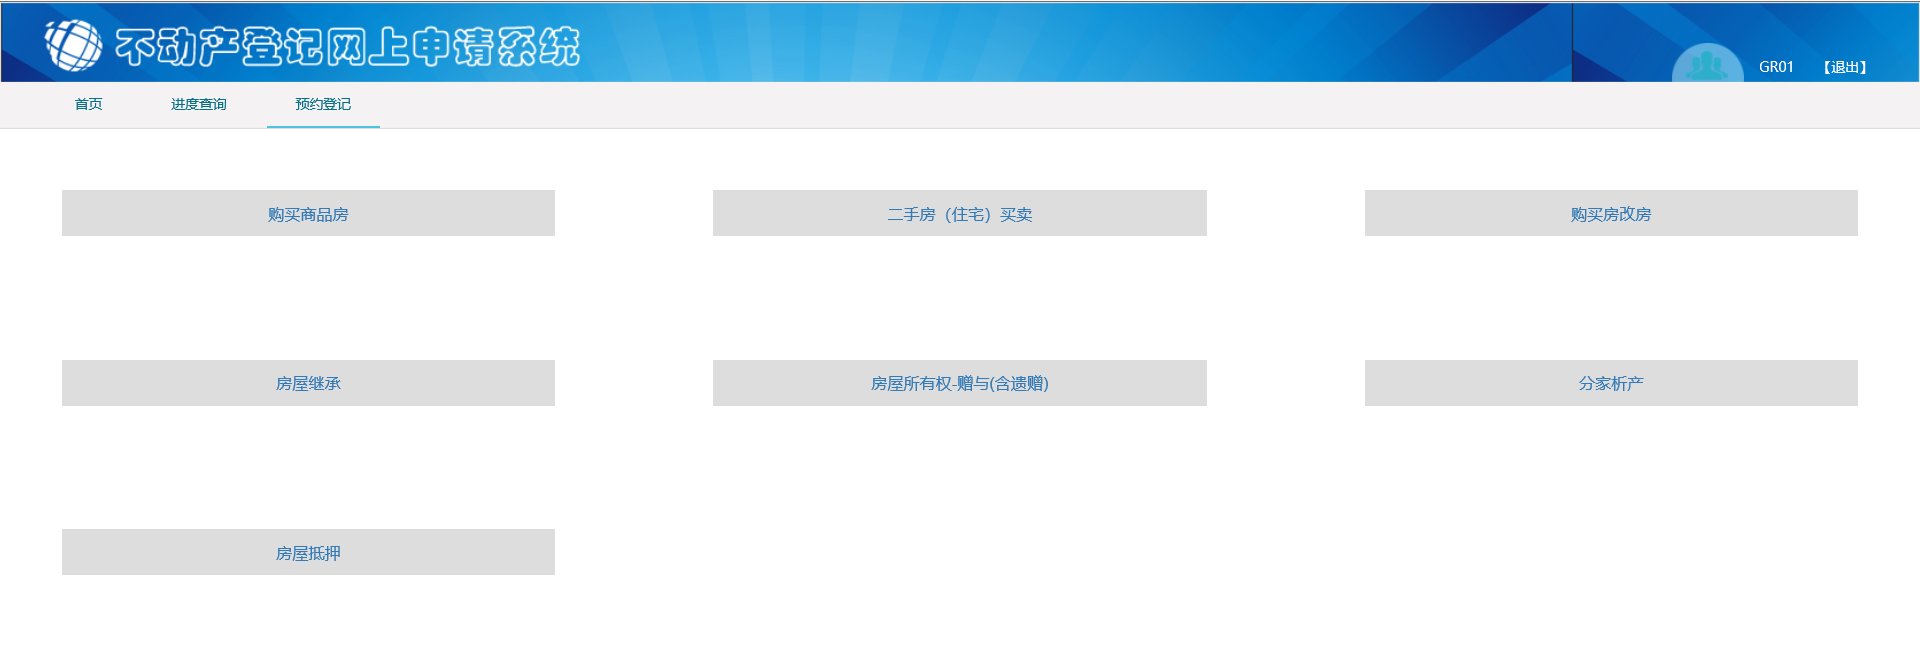 不动产登记网上申请系统
GR01 【退出】
首页 进度查询 预约登记
购买商品房 二手房（住宅）买卖 购买房改房
房屋继承 房屋所有权-赠与(含遗赠) 分家析产
房屋抵押